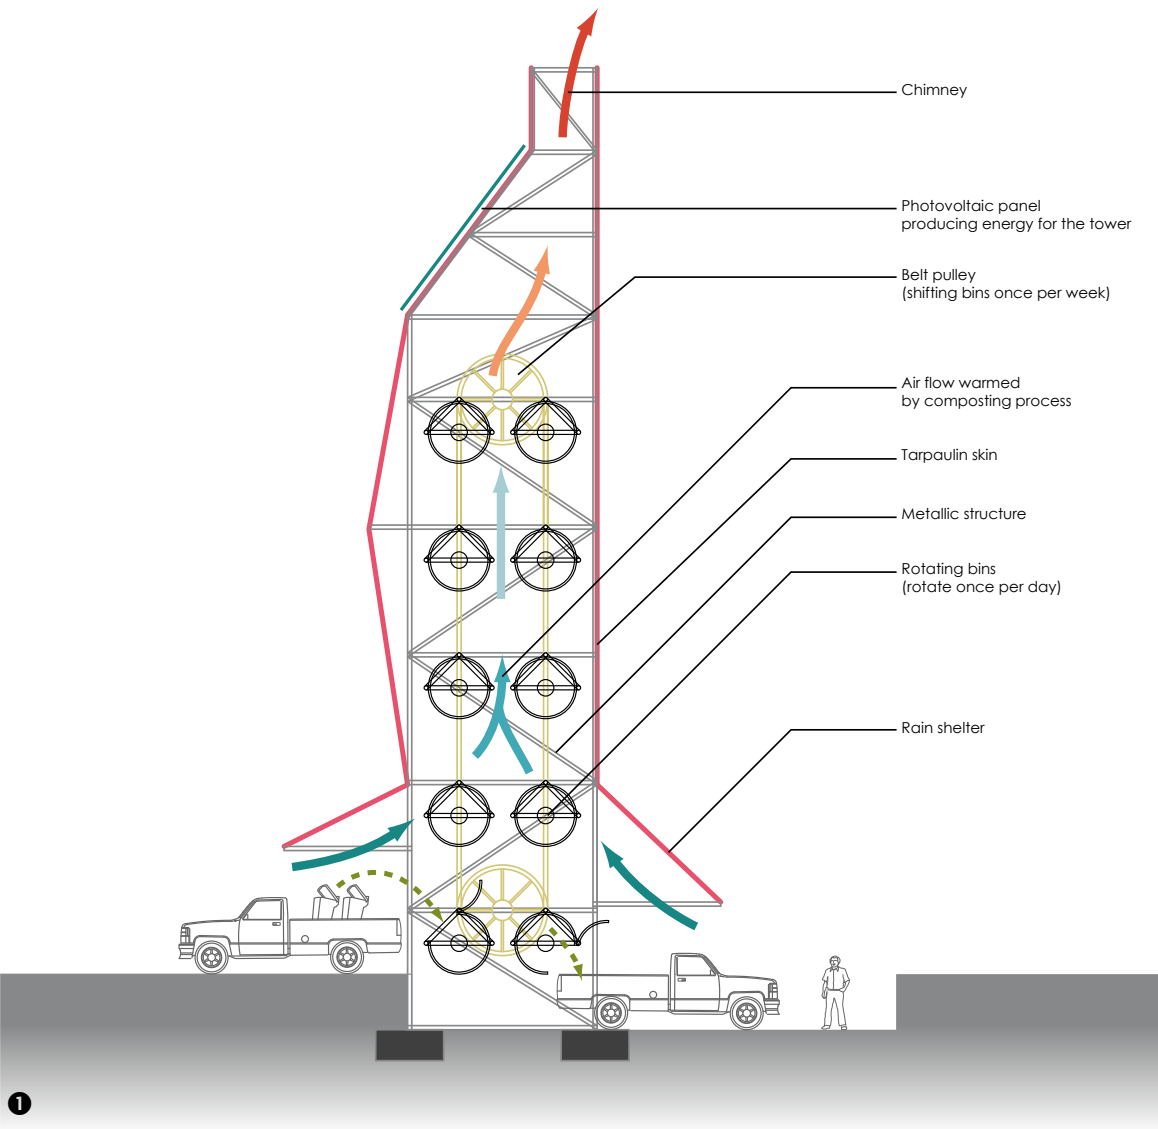 Chimney
Photovoltaic panel
producing energy for the tower
Belt pulley
(shifting bins once per week)
Air flow warmed
by composting process
Tarpaulin skin
Metallic structure
Rotating bins
(rotate once per day)
Rain shelter
❶